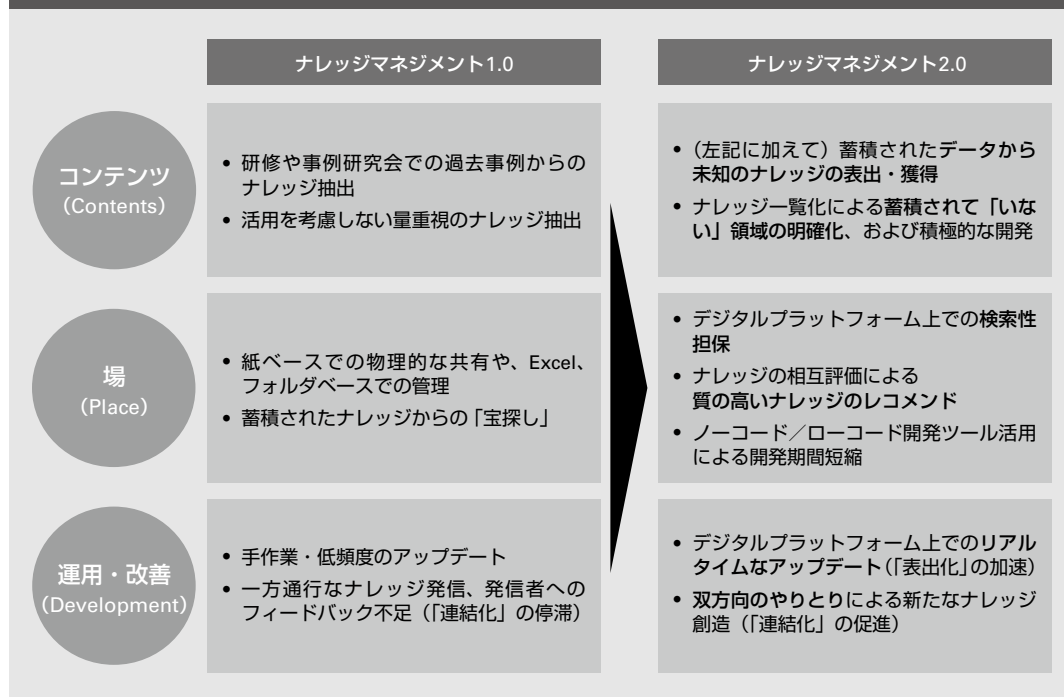 ナレッジマネジメント1.0
ナレッジマネジメント2.0
コンテンツ
(Contents)
• 研修や事例研究会での過去事例からの
ナレッジ抽出
• 活用を考慮しない量重視のナレッジ抽出
• (左記に加えて)蓄積されたデータから
未知のナレッジの表出・獲得
• ナレッジ一覧化による蓄積されて「いな
い」領域の明確化、および積極的な開発
場
(Place)
• 紙ベースでの物理的な共有や、Excel、
フォルダベースでの管理
• 蓄積されたナレッジからの「宝探し」
• デジタルプラットフォーム上での検索性
担保
• ナレッジの相互評価による
質の高いナレッジのレコメンド
• ノーコード/ローコード開発ツール活用
による開発期間短縮
運用・改善
(Development)
• 手作業・低頻度のアップデート
• 一方通行なナレッジ発信、発信者への
フィードバック不足(「連結化」の停滞)
• デジタルプラットフォーム上でのリアル
タイムなアップデート(「表出化」の加速)
• 双方向のやりとりによる新たなナレッジ
創造(「連結化」の促進)